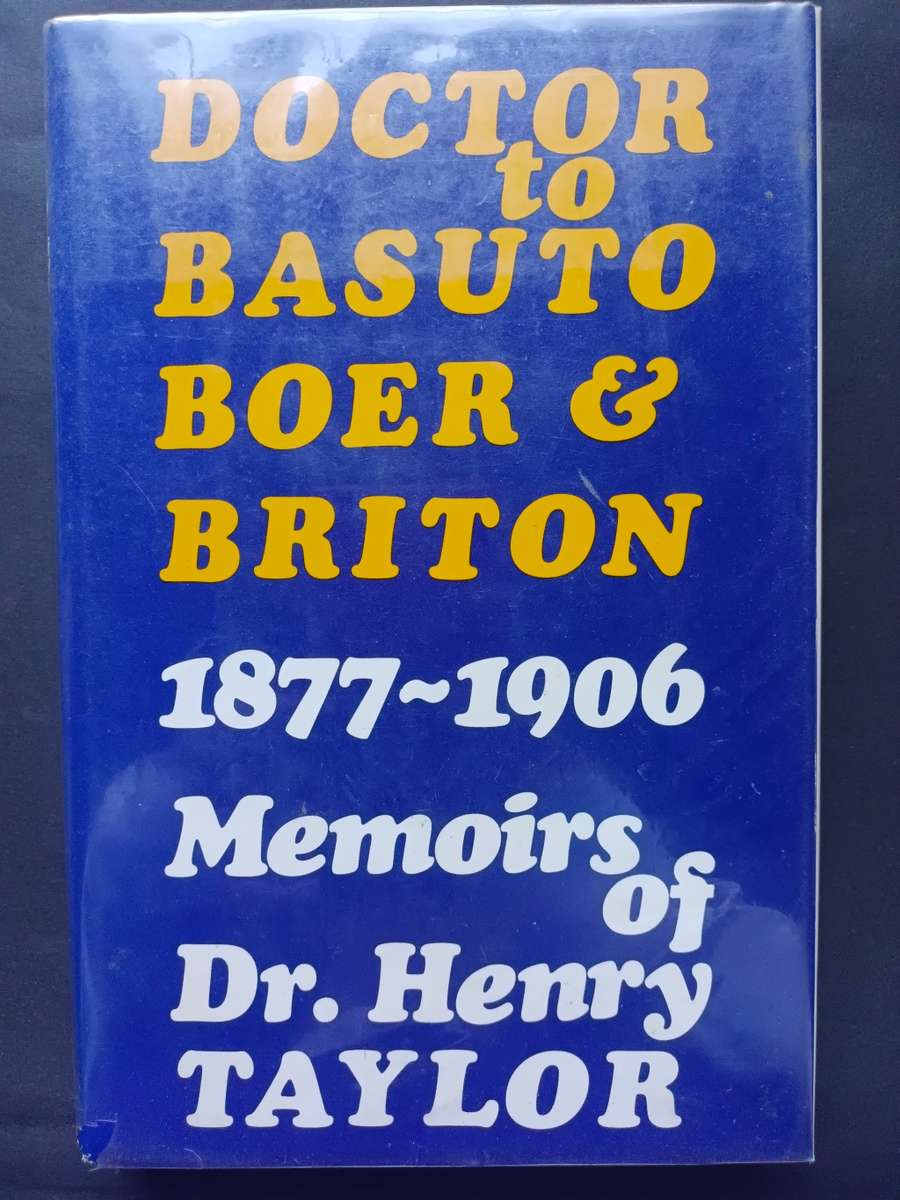 DOCTOR
to
BASUTO
BOER &
BRITON
1877~1906
Memoirs
of
Dr. Henry
TAYLOR